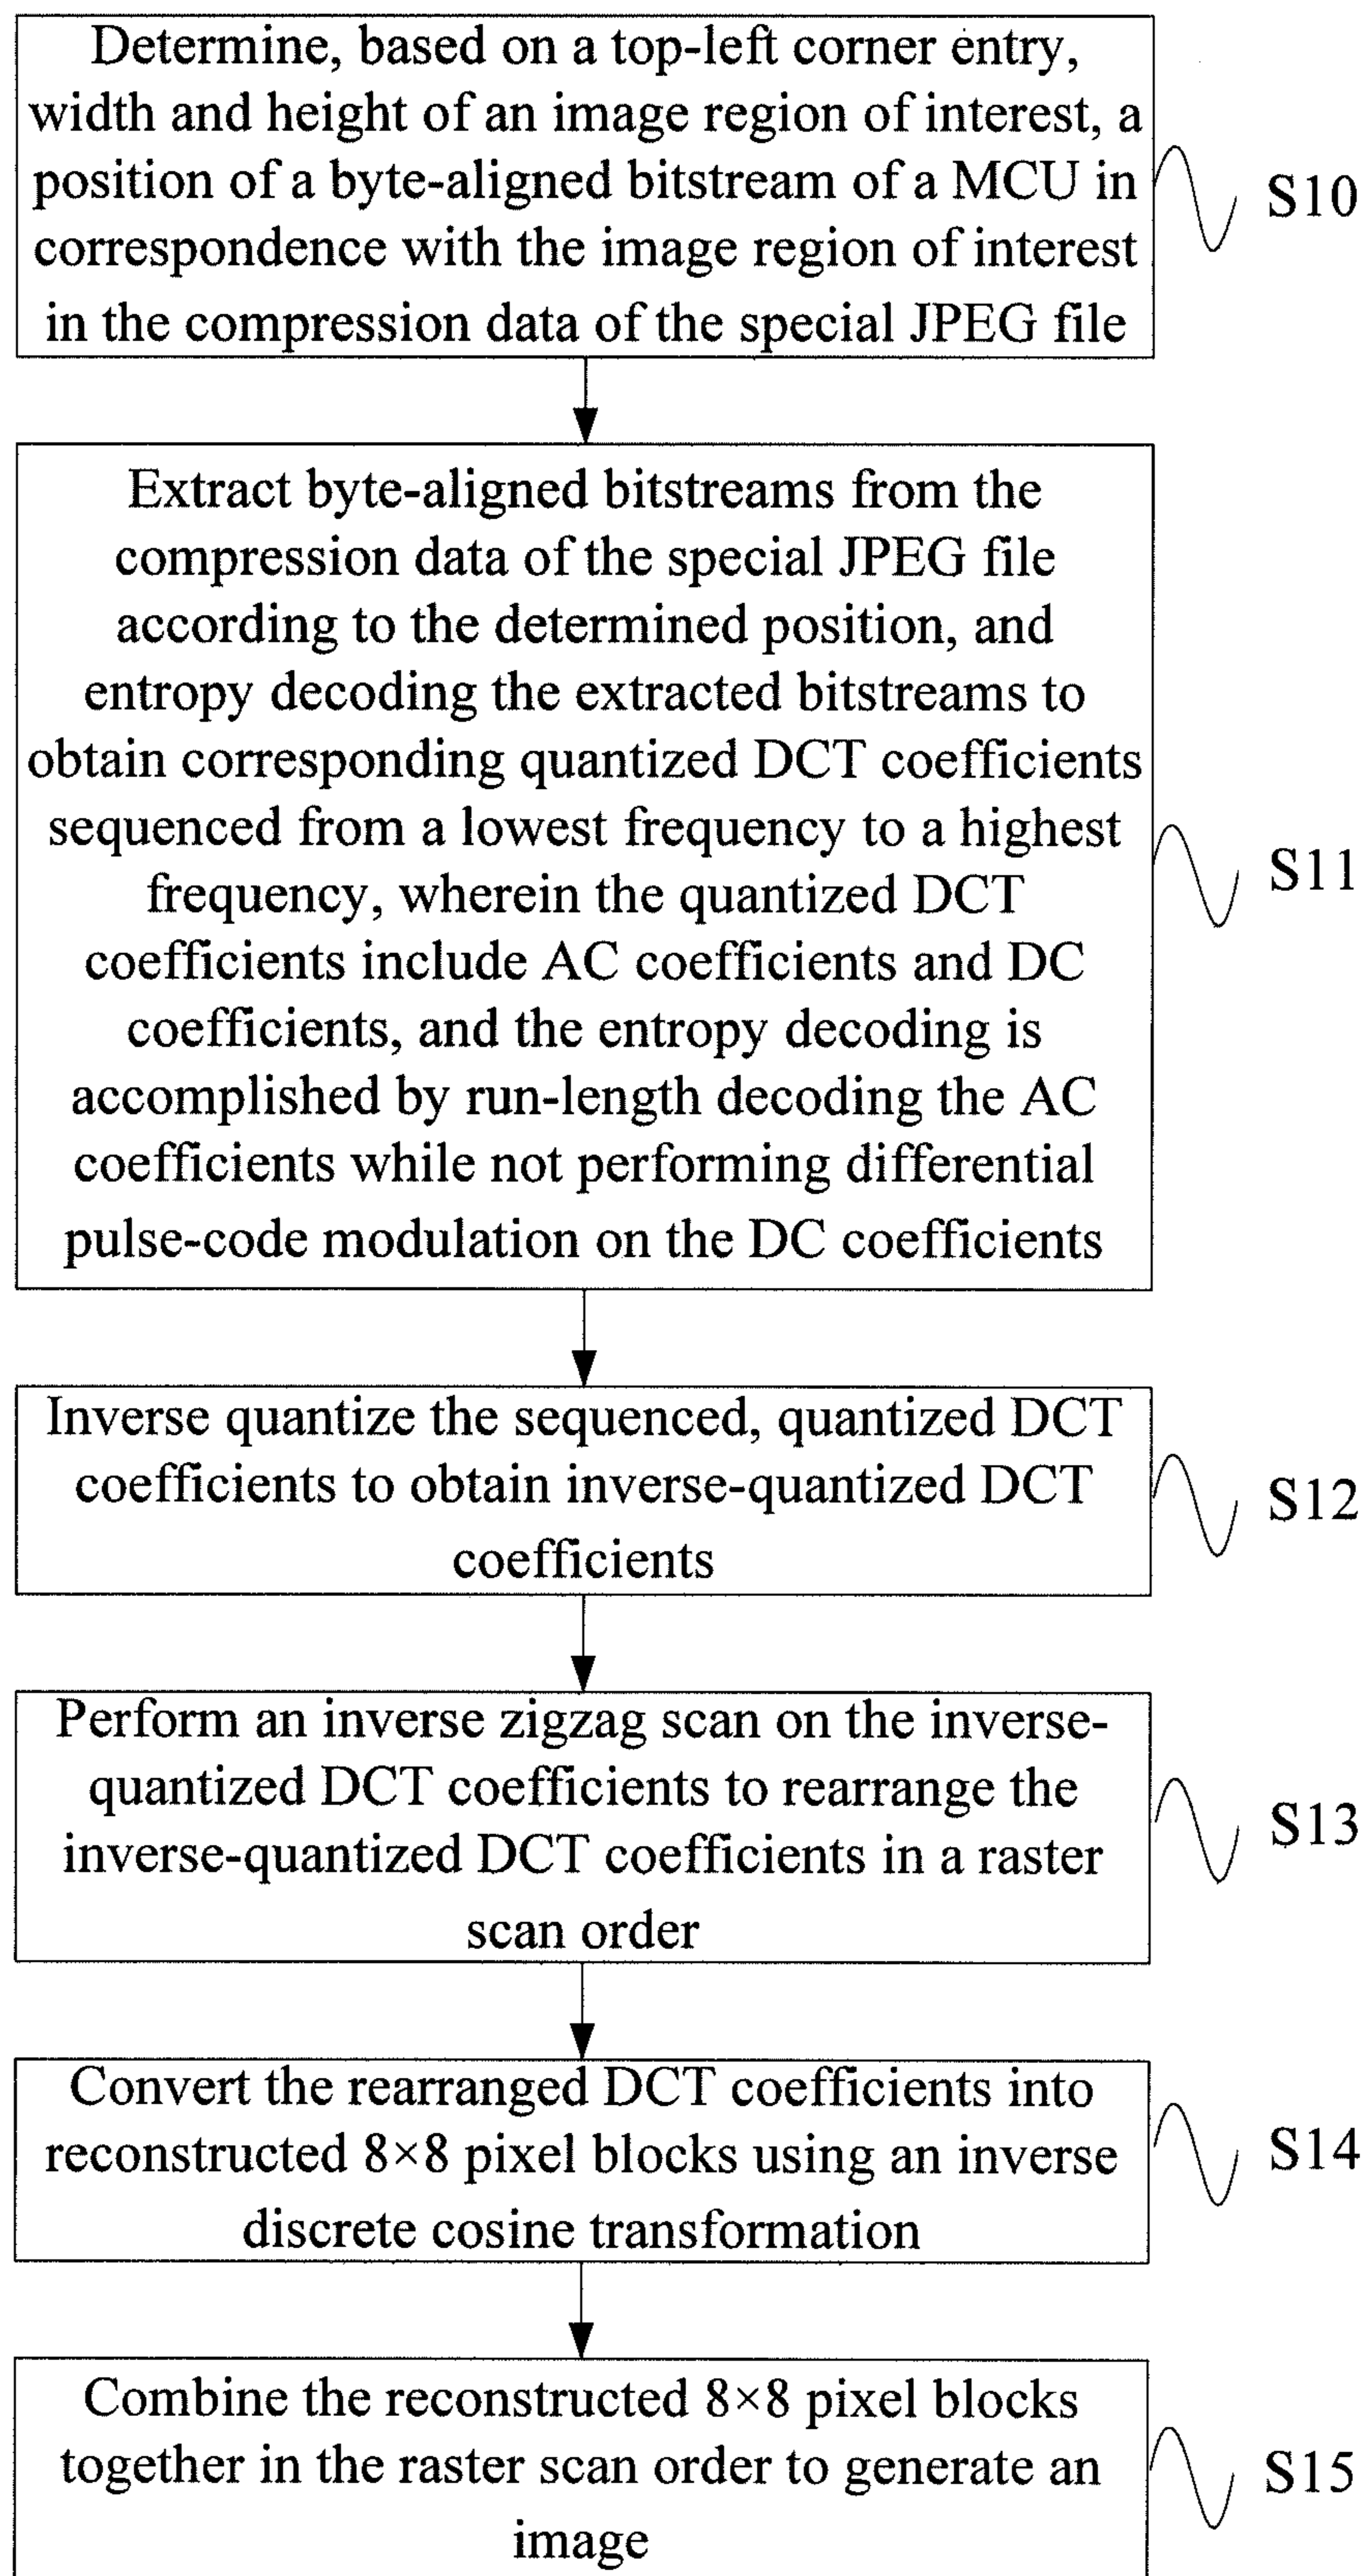 Determine, based on a top-left corner entry,
width and height of an image region of interest, a
position of a byte-aligned bitstream of a MCU in
correspondence with the image region of interest
in the compression data of the special JPEG file
S10
Extract byte-aligned bitstreams from the
compression data of the special JPEG file
according to the determined position, and
entropy decoding the extracted bitstreams to
obtain corresponding quantized DCT coefficients
sequenced from a lowest frequency to a highest
frequency, wherein the quantized DCT
coefficients include AC coefficients and DC
coefficients, and the entropy decoding is
accomplished by run-length decoding the AC
coefficients while not performing differential
pulse-code modulation on the DC coefficients
S11
Inverse quantize the sequenced, quantized DCT
coefficients to obtain inverse-quantized DCT
coefficients
S12
Perform an inverse zigzag scan on the inverse-
quantized DCT coefficients to rearrange the
inverse-quantized DCT coefficients in a raster
scan order
S13
Convert the rearranged DCT coefficients into
reconstructed 8×8 pixel blocks using an inverse
discrete cosine transformation
S14
Combine the reconstructed 8×8 pixel blocks
together in the raster scan order to generate an
image
S15